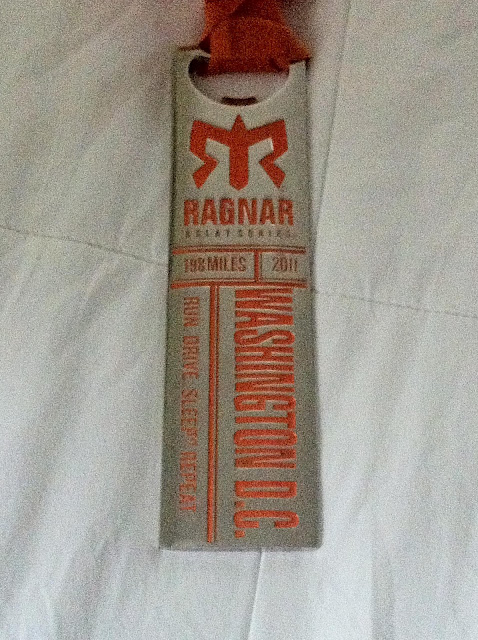 RAGNAR
RELAY SERIES
198 MILES
2011
WASHINGTON D.C.
RUN. DRIVE. SLEEP? REPEAT.